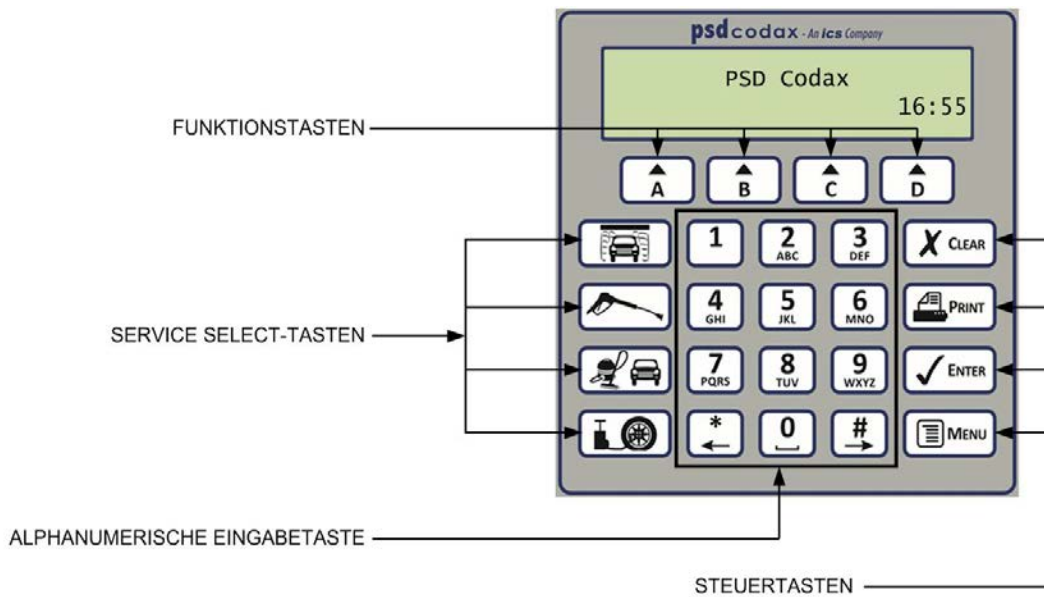 psdcodax - An ics Company
PSD Codax
16:55
FUNKTIONSTASTEN
A B C D
1 2 ABC 3 DEF CLEAR
4 GHI 5 JKL 6 MNO PRINT
SERVICE SELECT-TASTEN
7 PQRS 8 TUV 9 WXYZ ENTER
* 0 # MENU
ALPHANUMERISCHE EINGABETASTE
STEUERTASTEN